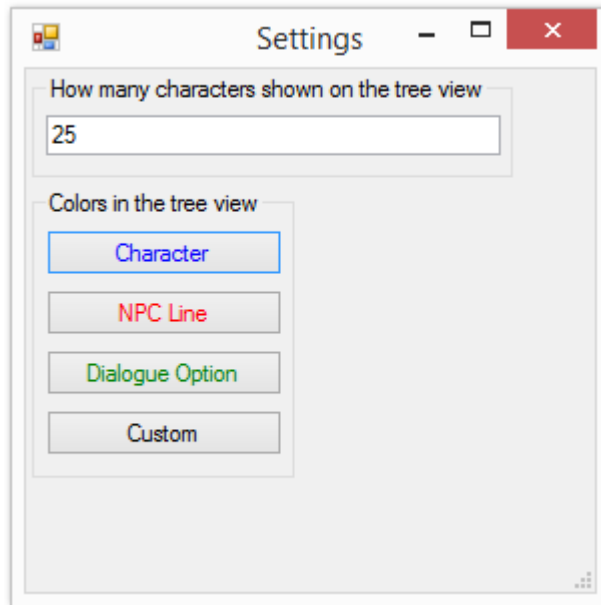 Settings
How many characters shown on the tree view
25
Colors in the tree view
Character
NPC Line
Dialogue Option
Custom